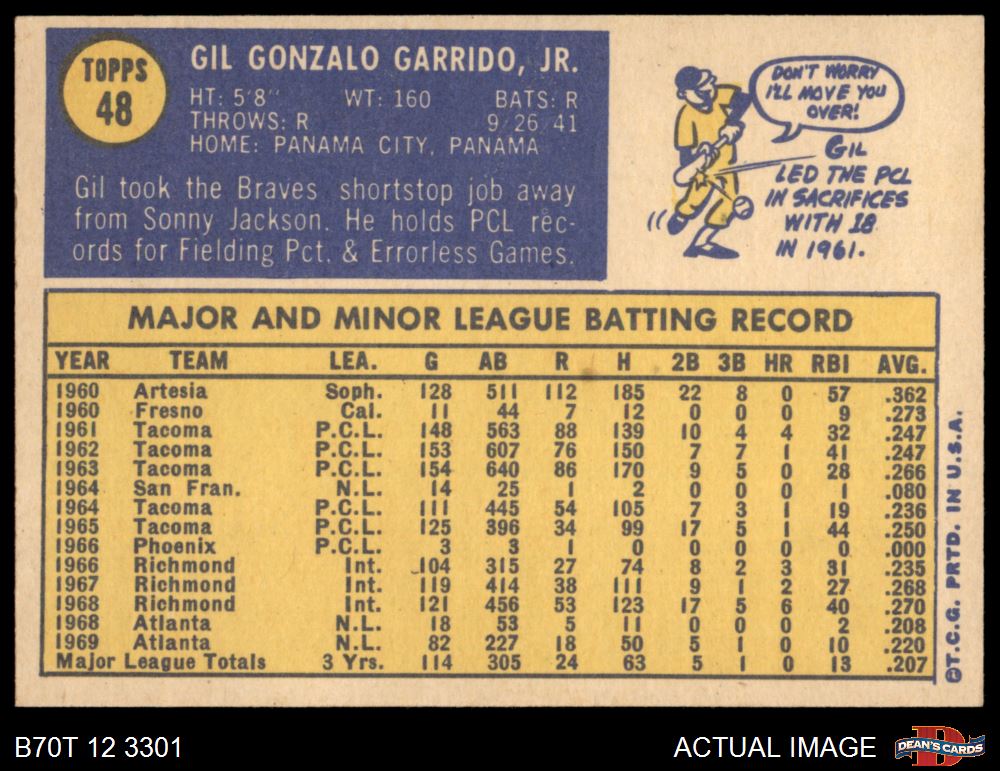 TOPPS
48
GIL GONZALO GARRIDO, JR.
HT: 5'8" WT: 160 BATS: R
THROWS: R 9/26/41
HOME: PANAMA CITY, PANAMA
Gil took the Braves shortstop job away
from Sonny Jackson. He holds PCL rec-
ords for Fielding Pct. & Errorless Games.
DON'T WORRY
I'LL MOVE YOU
OVER!
GIL
LED THE PCL
IN SACRIFICES
WITH 18
IN 1961.
MAJOR AND MINOR LEAGUE BATTING RECORD
YEAR TEAM LEA. G AB R H 2B 3B HR RBI AVG.
1960 Artesia Soph. 128 511 112 185 22 8 0 57 .362
1960 Fresno Cal. 11 44 7 12 0 0 0 9 .273
1961 Tacoma P.C.L. 148 563 88 139 10 4 4 32 .247
1962 Tacoma P.C.L. 153 607 76 150 7 7 1 41 .247
1963 Tacoma P.C.L. 154 640 86 170 9 5 0 28 .266
1964 San Fran. N.L. 14 25 1 2 0 0 0 1 .080
1964 Tacoma P.C.L. 111 445 54 105 7 3 1 19 .236
1965 Tacoma P.C.L. 125 396 34 99 17 5 1 44 .250
1966 Phoenix P.C.L. 3 3 1 0 0 0 0 0 .000
1966 Richmond Int. 104 315 27 74 8 2 3 31 .235
1967 Richmond Int. 119 414 38 111 9 1 2 27 .268
1968 Richmond Int. 121 456 53 123 17 5 6 40 .270
1968 Atlanta N.L. 18 53 5 11 0 0 0 2 .208
1969 Atlanta N.L. 82 227 18 50 5 1 0 10 .220
Major League Totals 3 Yrs. 114 305 24 63 5 1 0 13 .207
©T.C.G. PRTD. IN U.S.A.
B70T 12 3301
ACTUAL IMAGE
D
DEAN'S CARDS